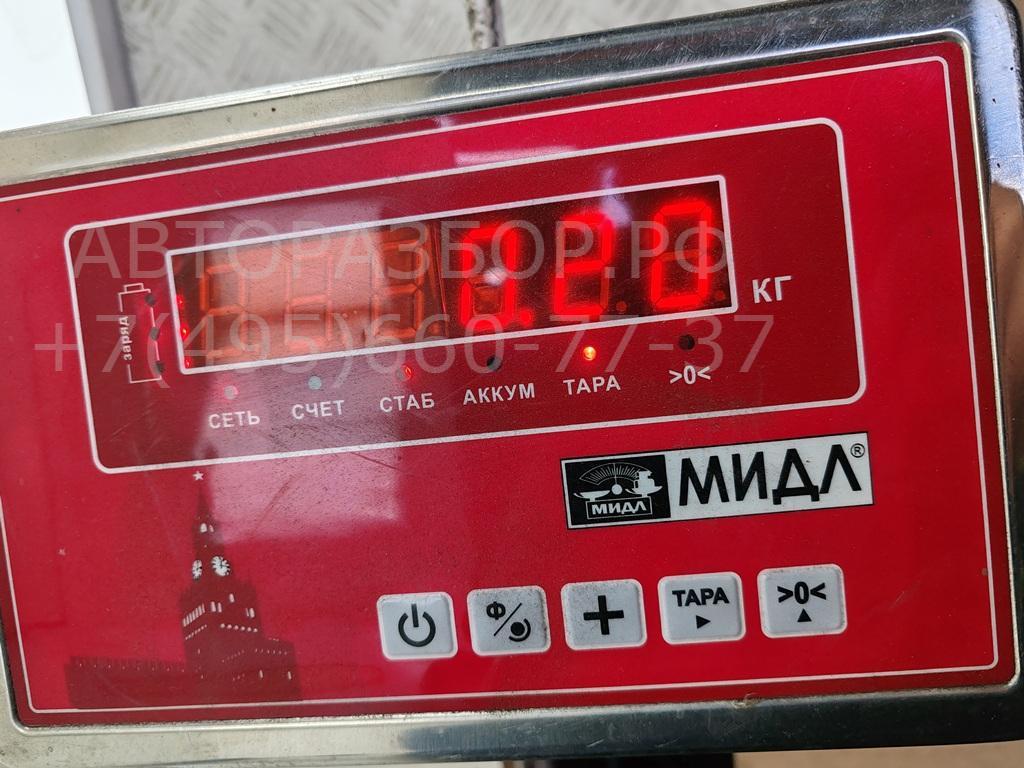 АВТОРАЗБОР.РФ
0.20
кг
заряд
+7(495)660-77-37
СЕТЬ СЧЕТ СТАБ АККУМ ТАРА >0<
МИДЛ МИДЛ®
Ф ТАРА >0<